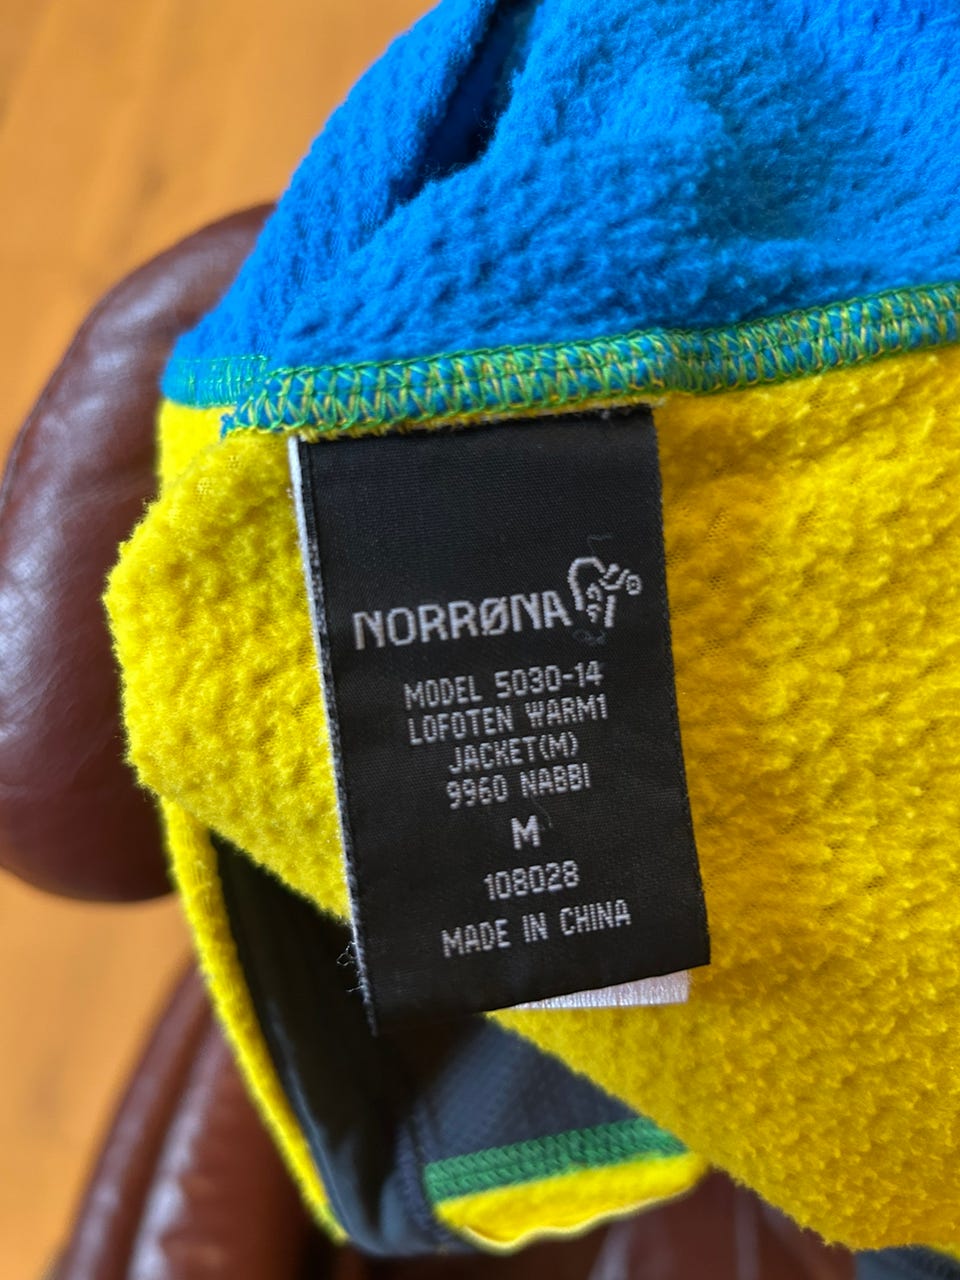 NORRØNA
MODEL 5030-14
LOFOTEN WARM1
JACKET(M)
9960 NABBI
M
108028
MADE IN CHINA